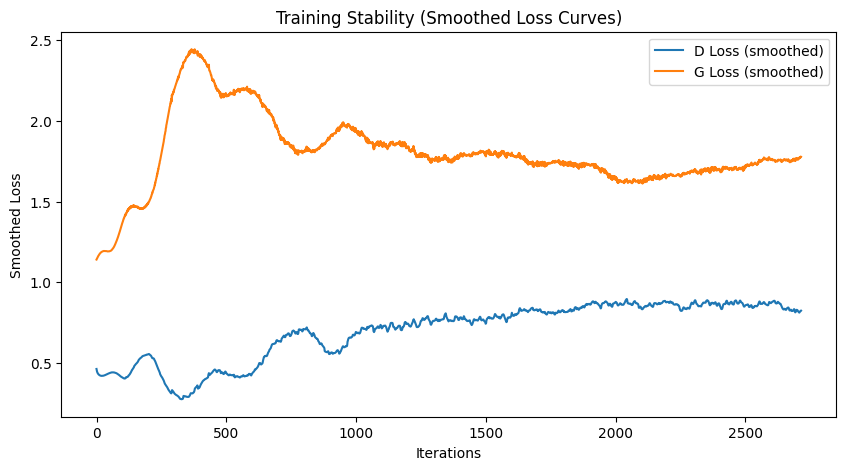 Training Stability (Smoothed Loss Curves)
D Loss (smoothed)
G Loss (smoothed)
Smoothed Loss
2.5
2.0
1.5
1.0
0.5
0
500
1000
1500
2000
2500
Iterations